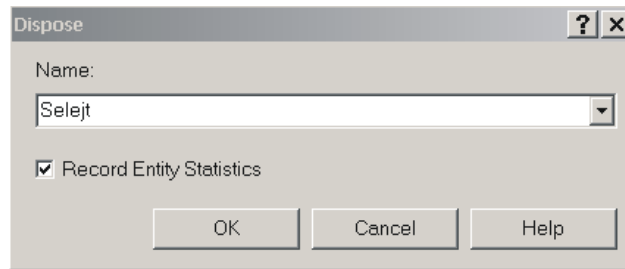 Dispose
Name:
Selejt
Record Entity Statistics
OK Cancel Help